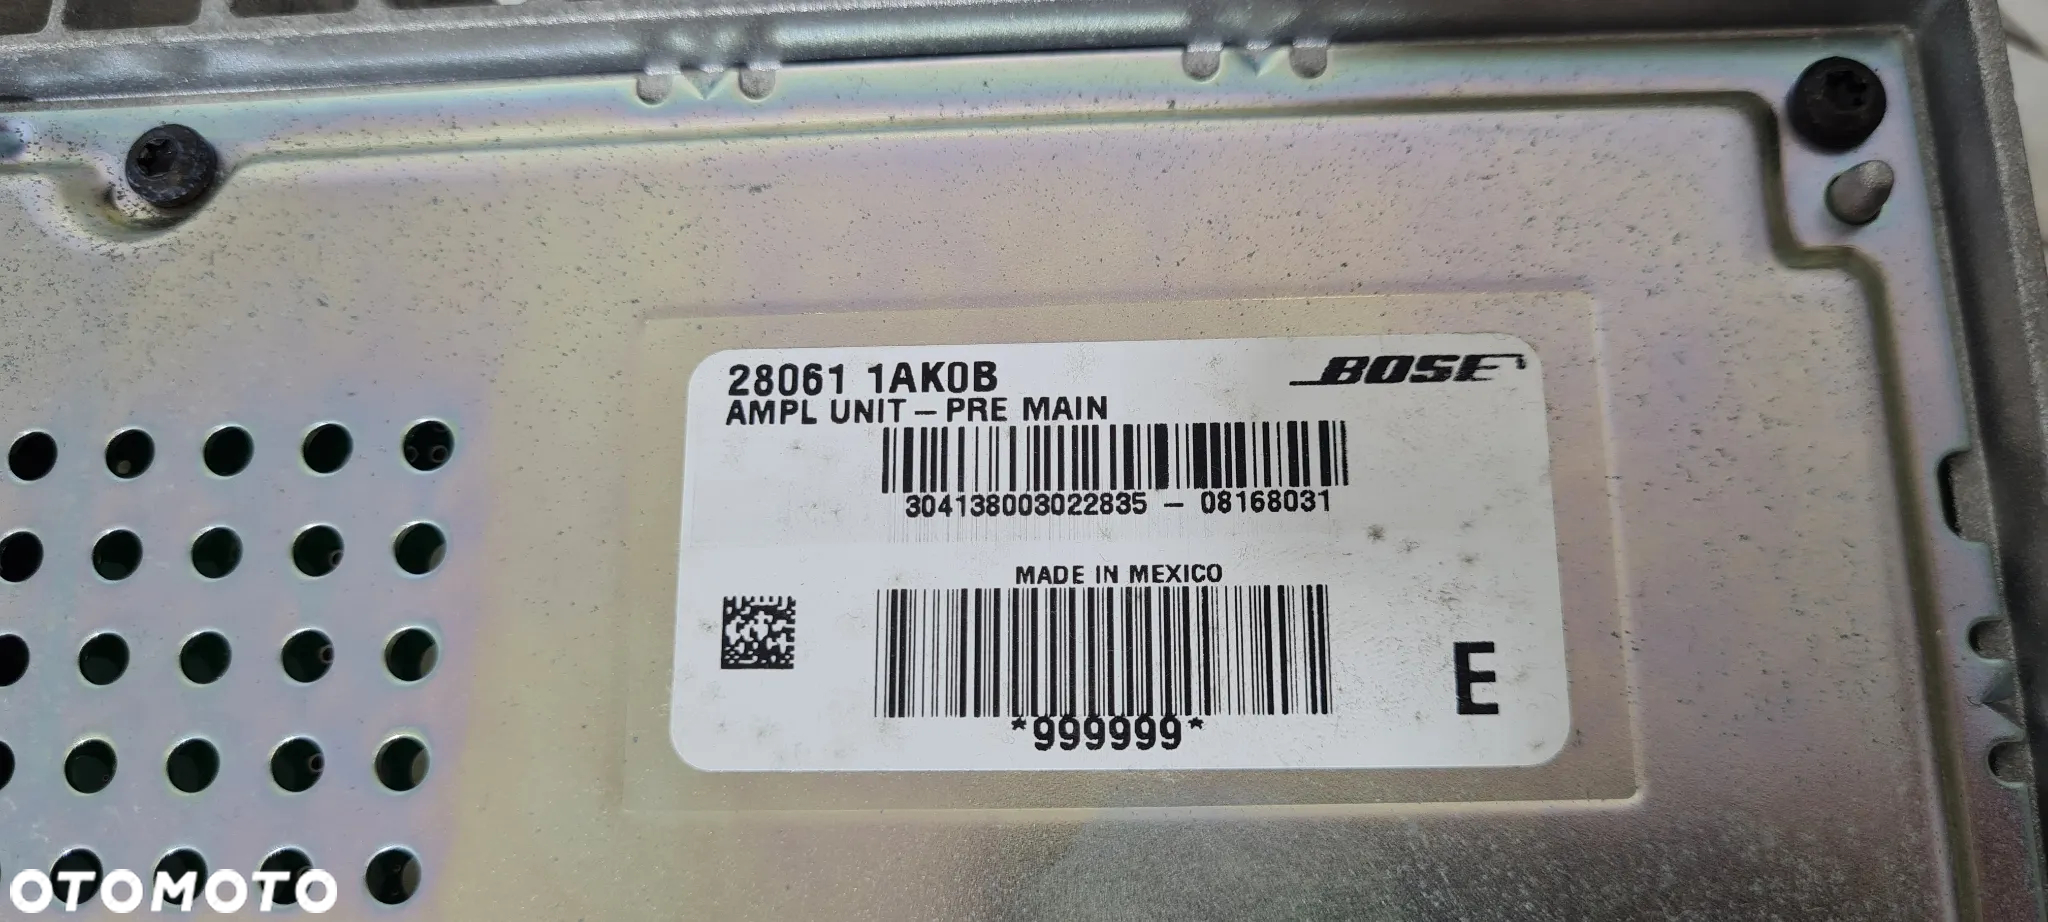 28061 1AK0B
BOSE
AMPL UNIT – PRE MAIN
304138003022835 – 08168031
MADE IN MEXICO
E
*999999*
OTOMOTO